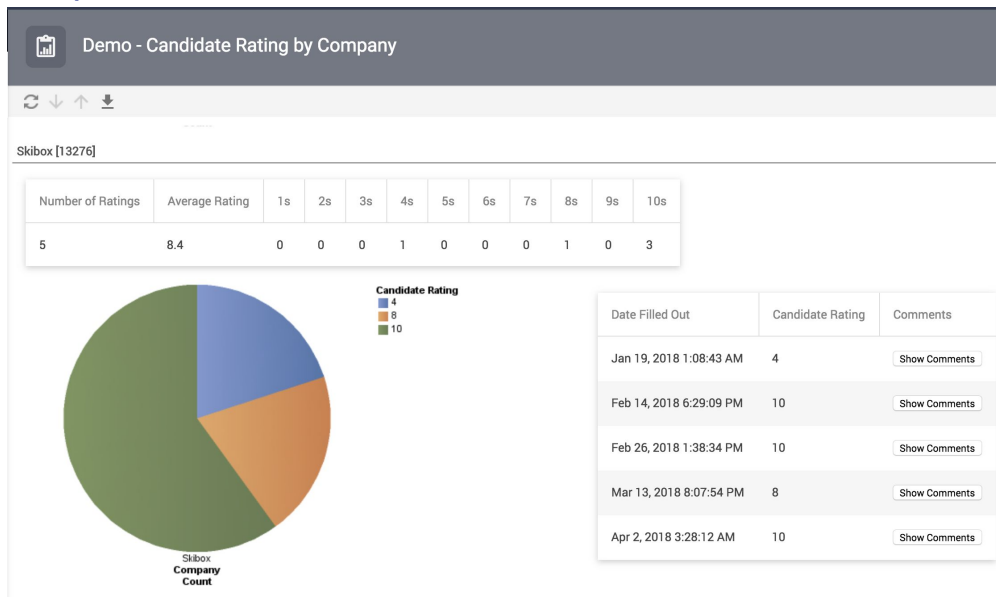 Demo - Candidate Rating by Company
Skibox [13276]
Number of Ratings Average Rating 1s 2s 3s 4s 5s 6s 7s 8s 9s 10s
5 8.4 0 0 0 1 0 0 0 1 0 3
Candidate Rating
4
8
10
Skibox
Company
Count
Date Filled Out Candidate Rating Comments
Jan 19, 2018 1:08:43 AM 4 Show Comments
Feb 14, 2018 6:29:09 PM 10 Show Comments
Feb 26, 2018 1:38:34 PM 10 Show Comments
Mar 13, 2018 8:07:54 PM 8 Show Comments
Apr 2, 2018 3:28:12 AM 10 Show Comments